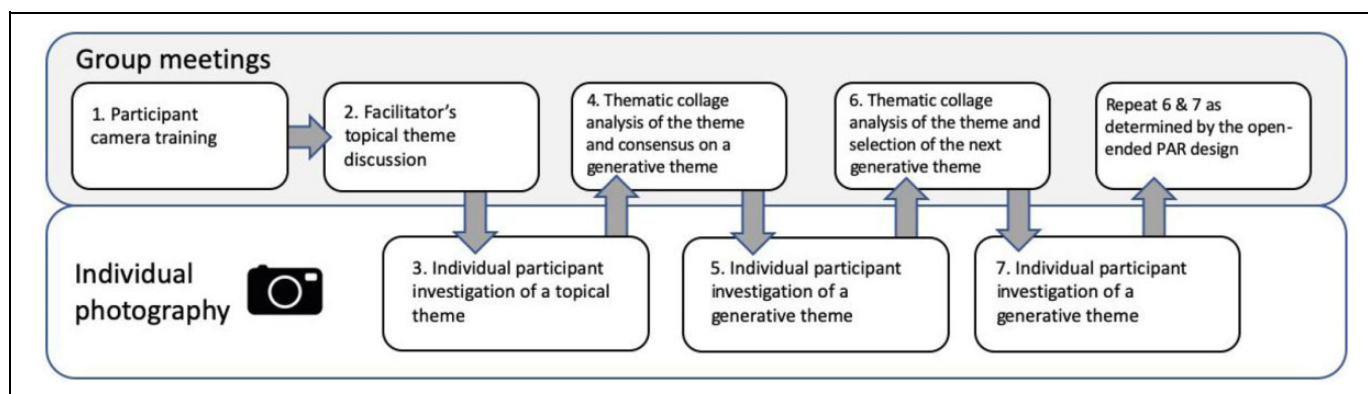 Group meetings
1. Participant
camera training
2. Facilitator’s
topical theme
discussion
4. Thematic collage
analysis of the theme
and consensus on a
generative theme
6. Thematic collage
analysis of the theme and
selection of the next
generative theme
Repeat 6 & 7 as
determined by the open-
ended PAR design
Individual
photography
3. Individual participant
investigation of a topical
theme
5. Individual participant
investigation of a
generative theme
7. Individual participant
investigation of a
generative theme